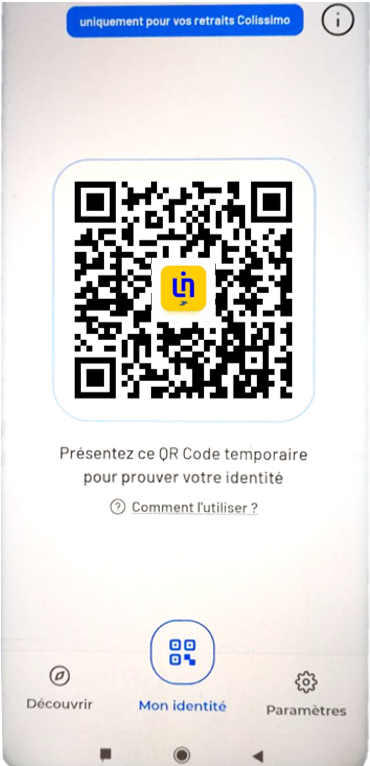 uniquement pour vos retraits Colissimo
Présentez ce QR Code temporaire
pour prouver votre identité
Comment l'utiliser ?
Découvrir
Mon identité
Paramètres